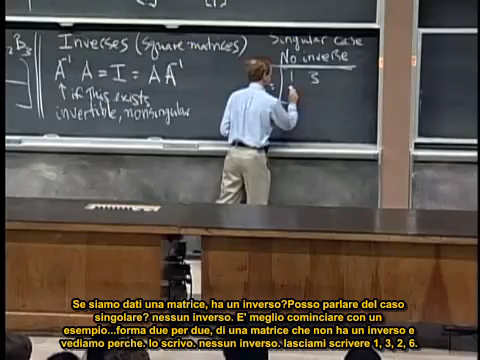 Inverses (square matrices)
A⁻¹ A = I = A A⁻¹
↑ if this exists
invertible, nonsingular
Singular case
No inverse
1 3
Se siamo dati una matrice, ha un inverso?Posso parlare del caso
singolare? nessun inverso. E' meglio cominciare con un
esempio...forma due per due, di una matrice che non ha un inverso e
vediamo perche. lo scrivo. nessun inverso. lasciami scrivere 1, 3, 2, 6.